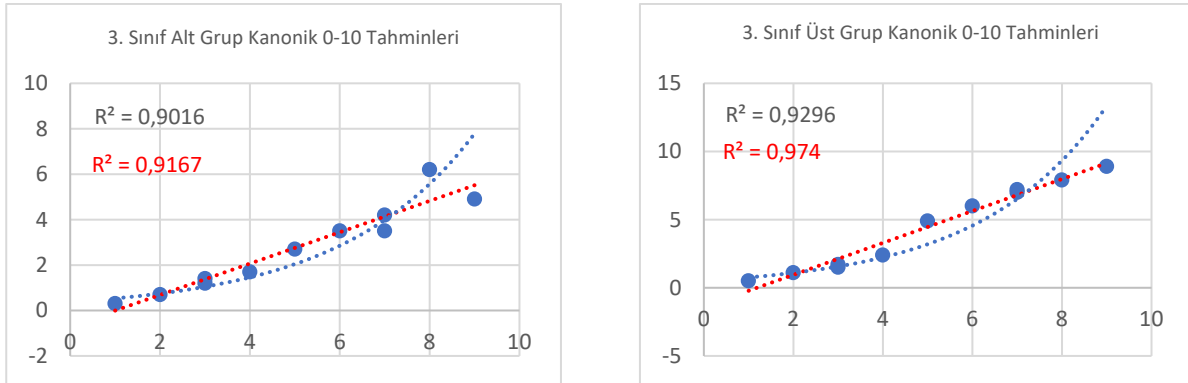 3. Sınıf Alt Grup Kanonik 0-10 Tahminleri
10
8
6
4
2
0
-2
R² = 0,9016
R² = 0,9167
0 2 4 6 8 10
3. Sınıf Üst Grup Kanonik 0-10 Tahminleri
15
10
5
0
-5
R² = 0,9296
R² = 0,974
0 2 4 6 8 10